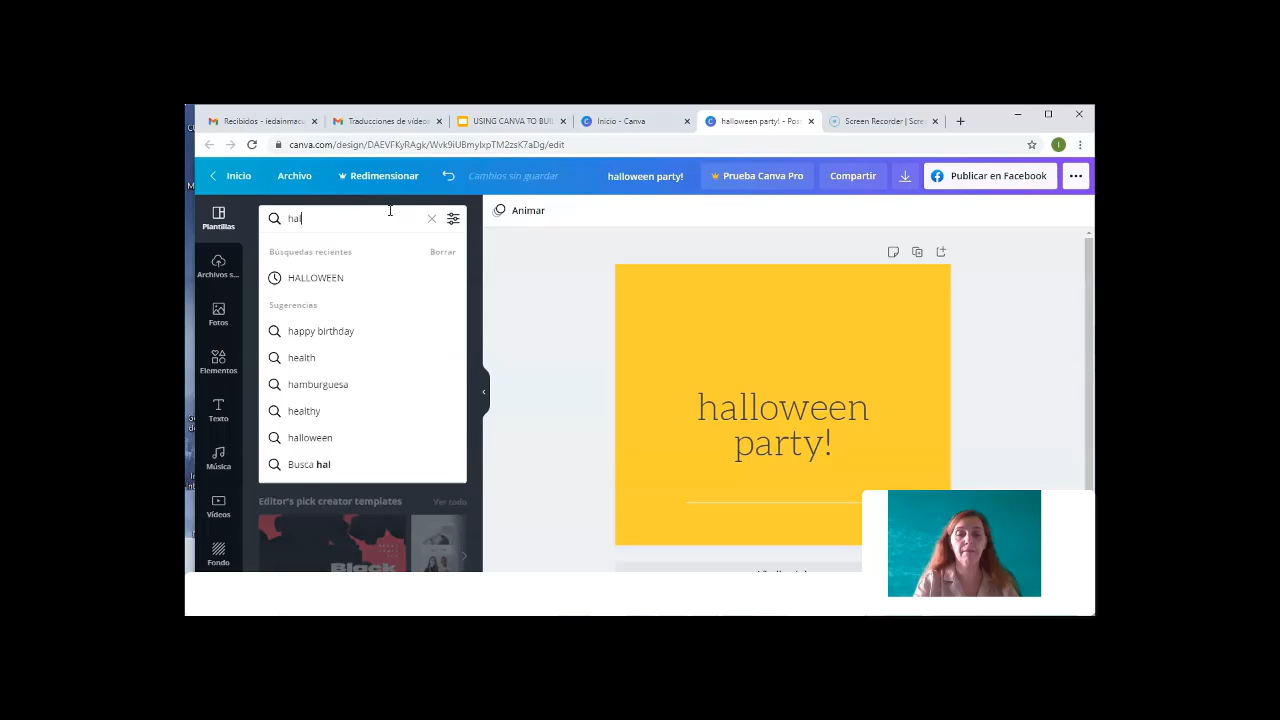 Recibidos - iedainmacu
Traducciones de vídeo
USING CANVA TO BUI
Inicio - Canva
halloween party! - Pos
Screen Recorder | Scre
canva.com/design/DAEVFKyRAgk/Wvk9iUBmylxpTM2zsK7aDg/edit
Inicio
Archivo
Redimensionar
Cambios sin guardar
halloween party!
Prueba Canva Pro
Compartir
Publicar en Facebook
Plantillas
Archivos s...
Fotos
Elementos
Texto
Música
Vídeos
Fondo
hal
Búsquedas recientes
Borrar
HALLOWEEN
Sugerencias
happy birthday
health
hamburguesa
healthy
halloween
Busca hal
Editor's pick creator templates
Ver todo
Black
Animar
halloween
party!